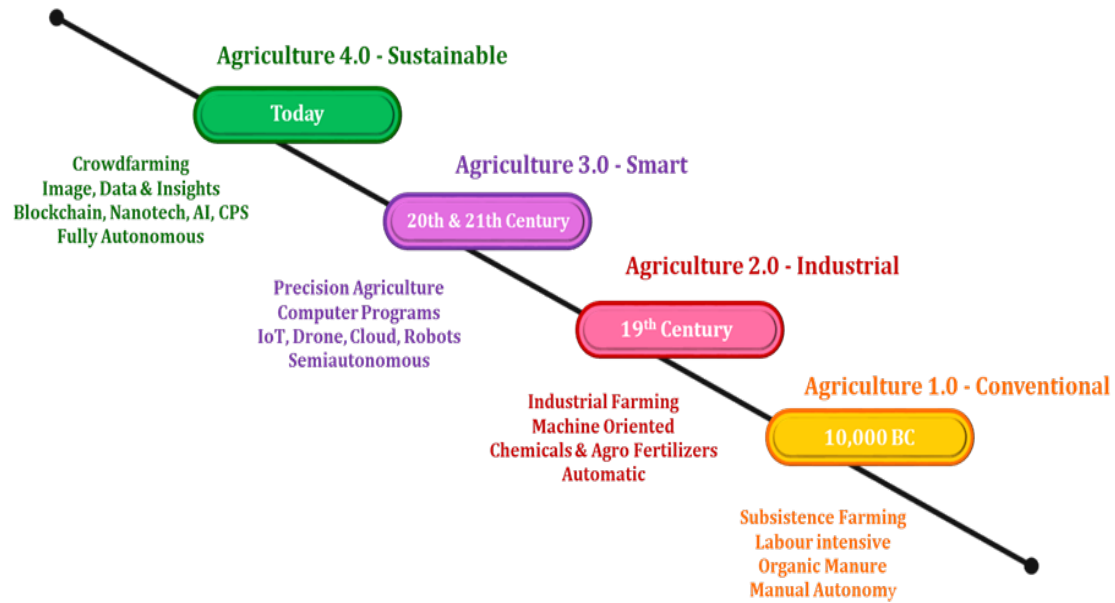 Agriculture 4.0 - Sustainable
Today
Crowdfarming
Image, Data & Insights
Blockchain, Nanotech, AI, CPS
Fully Autonomous
Agriculture 3.0 - Smart
20th & 21th Century
Precision Agriculture
Computer Programs
IoT, Drone, Cloud, Robots
Semiautonomous
Agriculture 2.0 - Industrial
19th Century
Industrial Farming
Machine Oriented
Chemicals & Agro Fertilizers
Automatic
Agriculture 1.0 - Conventional
10,000 BC
Subsistence Farming
Labour intensive
Organic Manure
Manual Autonomy